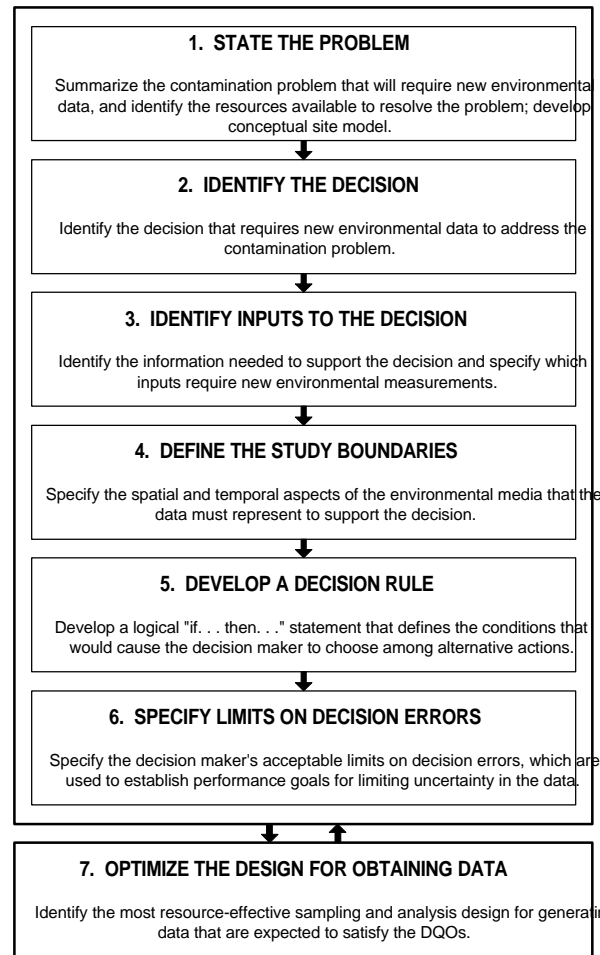 1. STATE THE PROBLEM
Summarize the contamination problem that will require new environmental
data, and identify the resources available to resolve the problem; develop
conceptual site model.
2. IDENTIFY THE DECISION
Identify the decision that requires new environmental data to address the
contamination problem.
3. IDENTIFY INPUTS TO THE DECISION
Identify the information needed to support the decision and specify which
inputs require new environmental measurements.
4. DEFINE THE STUDY BOUNDARIES
Specify the spatial and temporal aspects of the environmental media that the
data must represent to support the decision.
5. DEVELOP A DECISION RULE
Develop a logical "if. . . then. . ." statement that defines the conditions that
would cause the decision maker to choose among alternative actions.
6. SPECIFY LIMITS ON DECISION ERRORS
Specify the decision maker's acceptable limits on decision errors, which are
used to establish performance goals for limiting uncertainty in the data.
7. OPTIMIZE THE DESIGN FOR OBTAINING DATA
Identify the most resource-effective sampling and analysis design for
data that are expected to satisfy the DQOs.